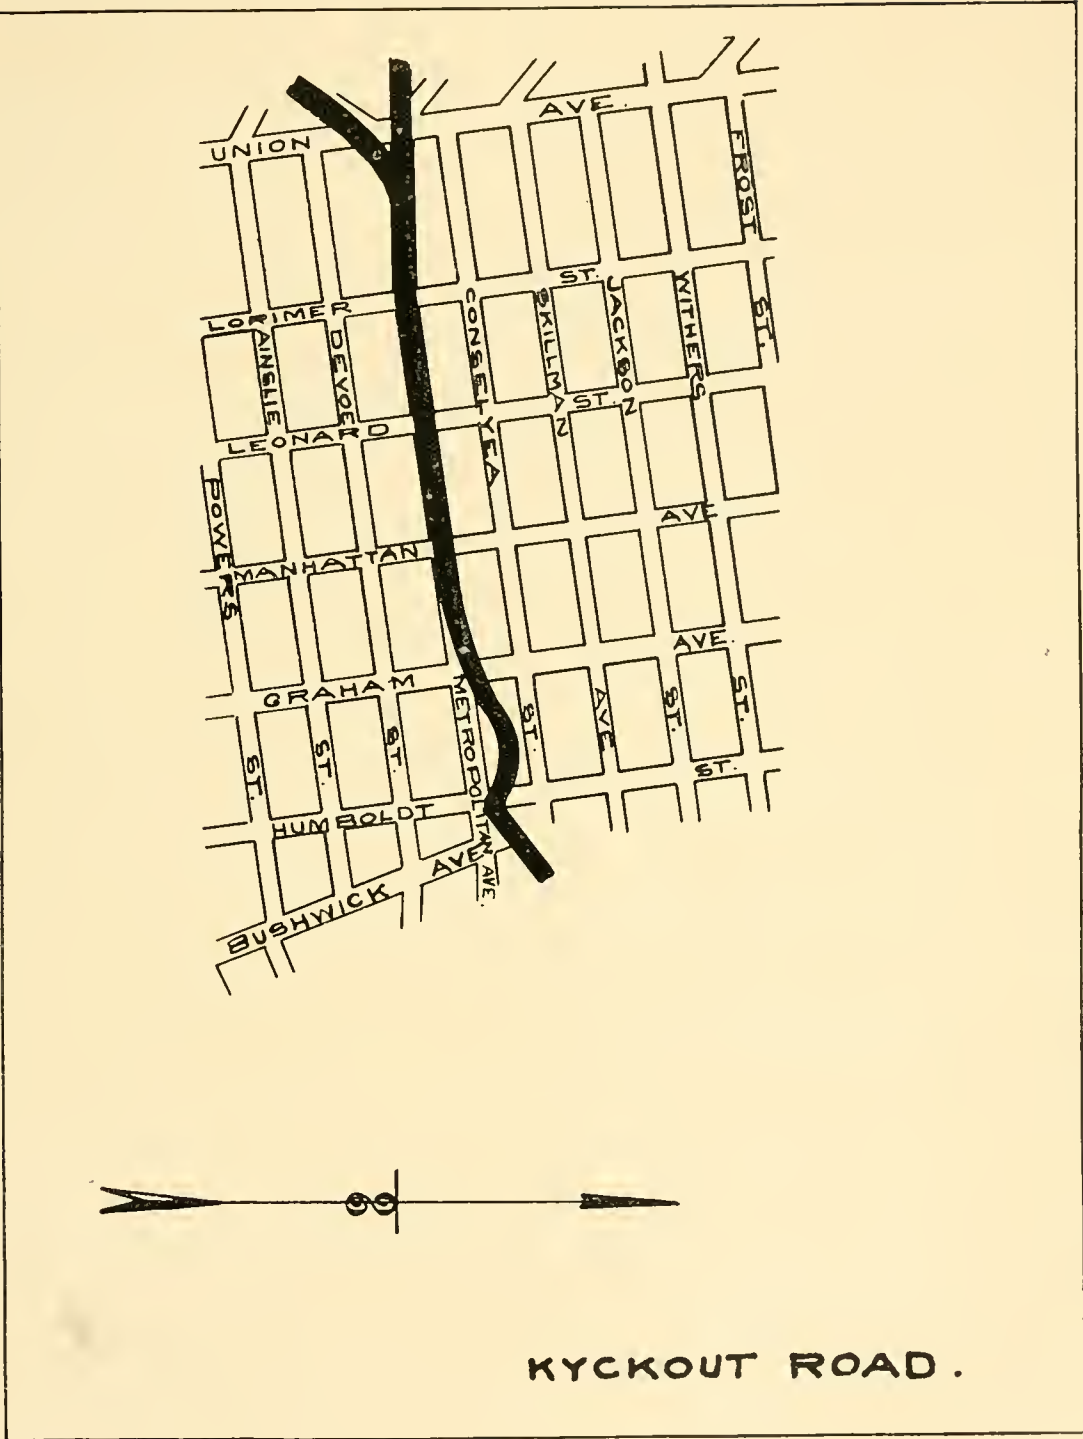 UNION AVE.
FROST ST.
LORIMER ST.
AINSLIE ST.
DEVOE ST.
CONSELYEA ST.
SKILLMAN AVE
JACKSON ST.
WITHERS ST.
LEONARD ST.
POWERS ST.
MANHATTAN AVE
GRAHAM AVE.
METROPOLITAN AVE.
HUMBOLDT ST.
BUSHWICK AVE
KYCKOUT ROAD.